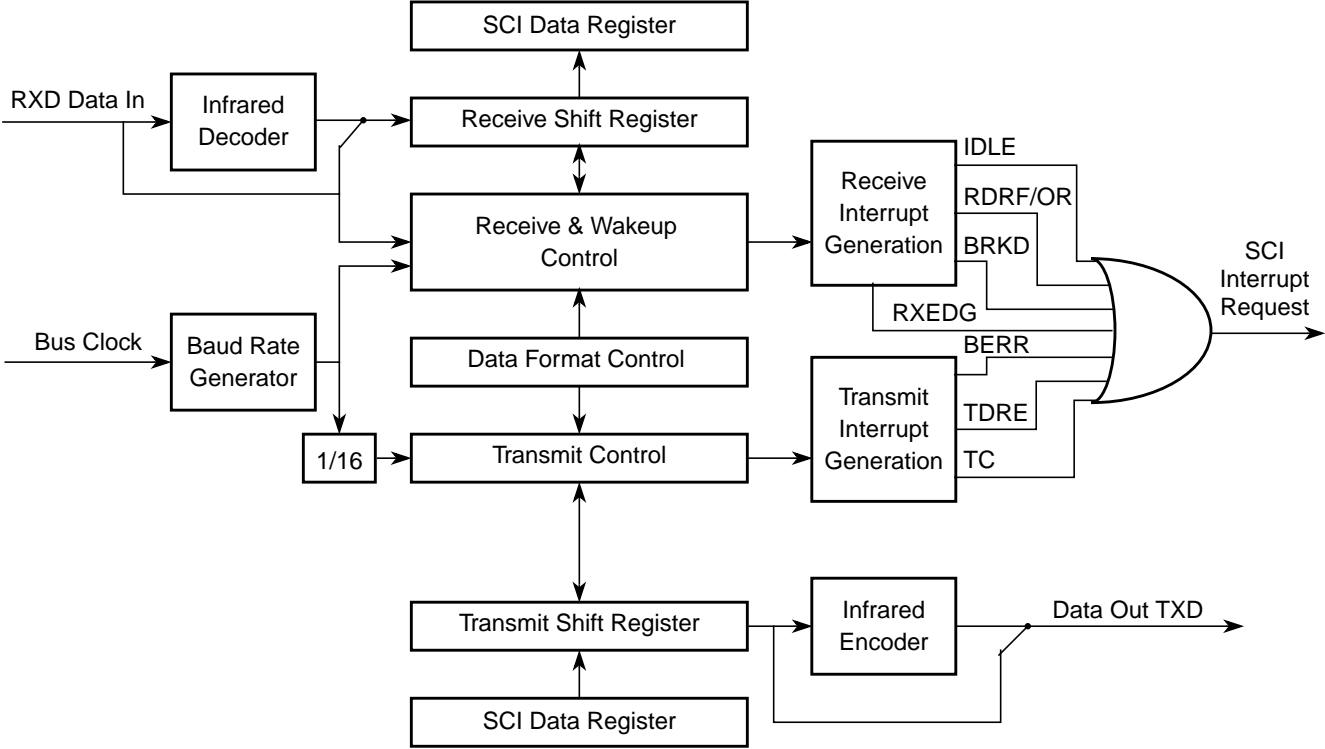 SCI Data Register
RXD Data In
Infrared
Decoder
Receive Shift Register
Receive & Wakeup
Control
Receive
Interrupt
Generation
IDLE
RDRF/OR
BRKD
RXEDG
SCI
Interrupt
Request
Bus Clock
Baud Rate
Generator
Data Format Control
BERR
1/16
Transmit Control
Transmit
Interrupt
Generation
TDRE
TC
Transmit Shift Register
Infrared
Encoder
Data Out TXD
SCI Data Register